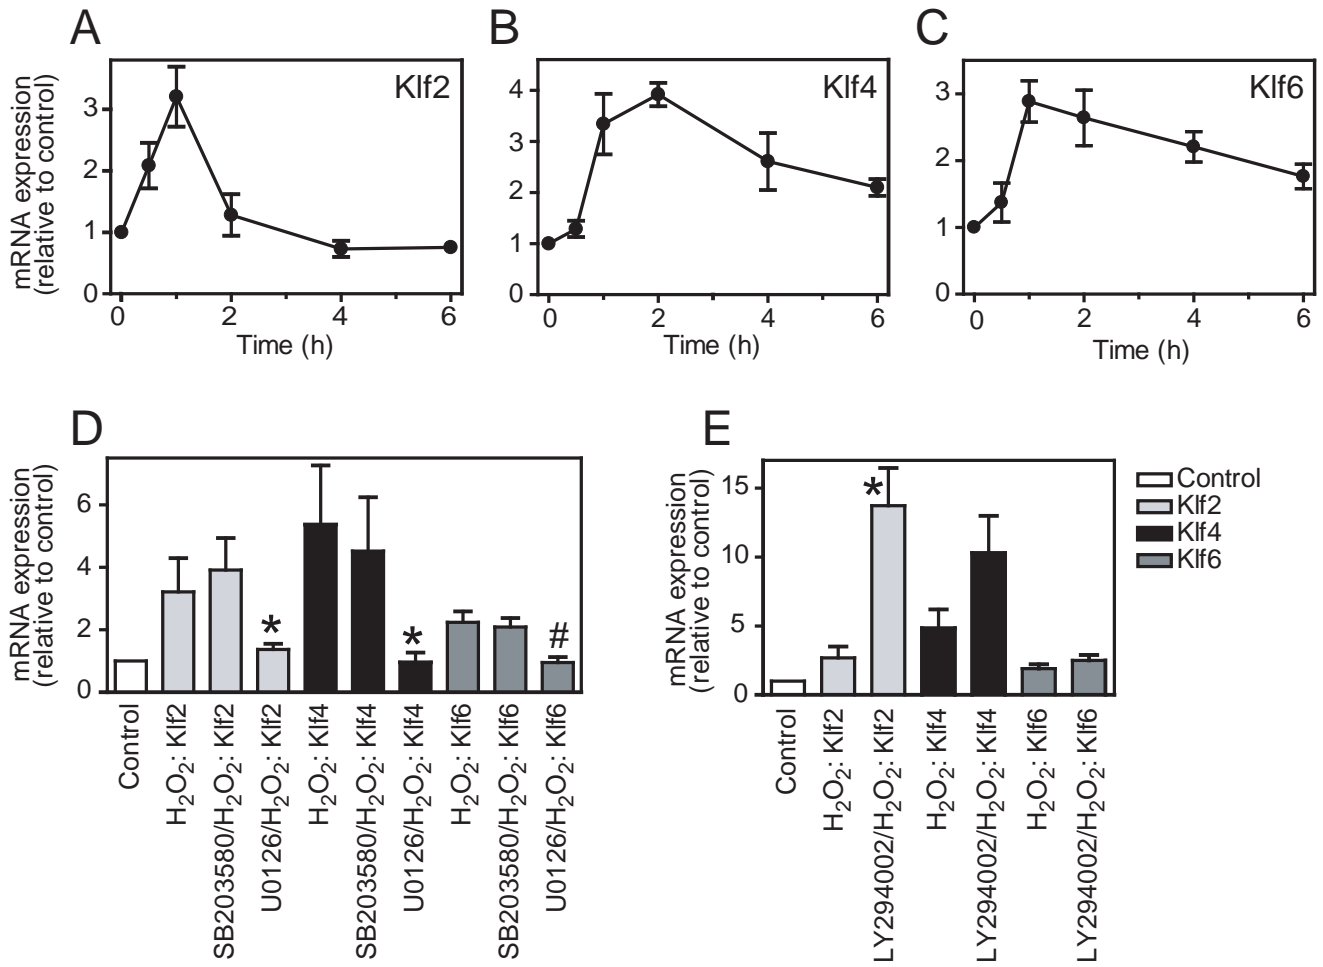 A
Klf2
mRNA expression
(relative to control)
3
2
1
0
0
2
4
6
Time (h)
B
Klf4
4
3
2
1
0
0
2
4
6
Time (h)
C
Klf6
3
2
1
0
0
2
4
6
Time (h)
D
mRNA expression
(relative to control)
6
4
2
0
*
*
#
Control
H₂O₂: Klf2
SB203580/H₂O₂: Klf2
U0126/H₂O₂: Klf2
H₂O₂: Klf4
SB203580/H₂O₂: Klf4
U0126/H₂O₂: Klf4
H₂O₂: Klf6
SB203580/H₂O₂: Klf6
U0126/H₂O₂: Klf6
E
mRNA expression
(relative to control)
15
10
5
0
*
Control
H₂O₂: Klf2
LY294002/H₂O₂: Klf2
H₂O₂: Klf4
LY294002/H₂O₂: Klf4
H₂O₂: Klf6
LY294002/H₂O₂: Klf6
Control
Klf2
Klf4
Klf6